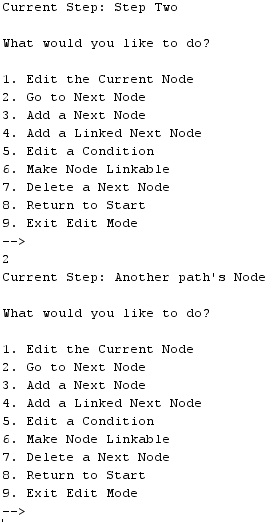 Current Step: Step Two
What would you like to do?
1. Edit the Current Node
2. Go to Next Node
3. Add a Next Node
4. Add a Linked Next Node
5. Edit a Condition
6. Make Node Linkable
7. Delete a Next Node
8. Return to Start
9. Exit Edit Mode
-->
2
Current Step: Another path's Node
What would you like to do?
1. Edit the Current Node
2. Go to Next Node
3. Add a Next Node
4. Add a Linked Next Node
5. Edit a Condition
6. Make Node Linkable
7. Delete a Next Node
8. Return to Start
9. Exit Edit Mode
-->